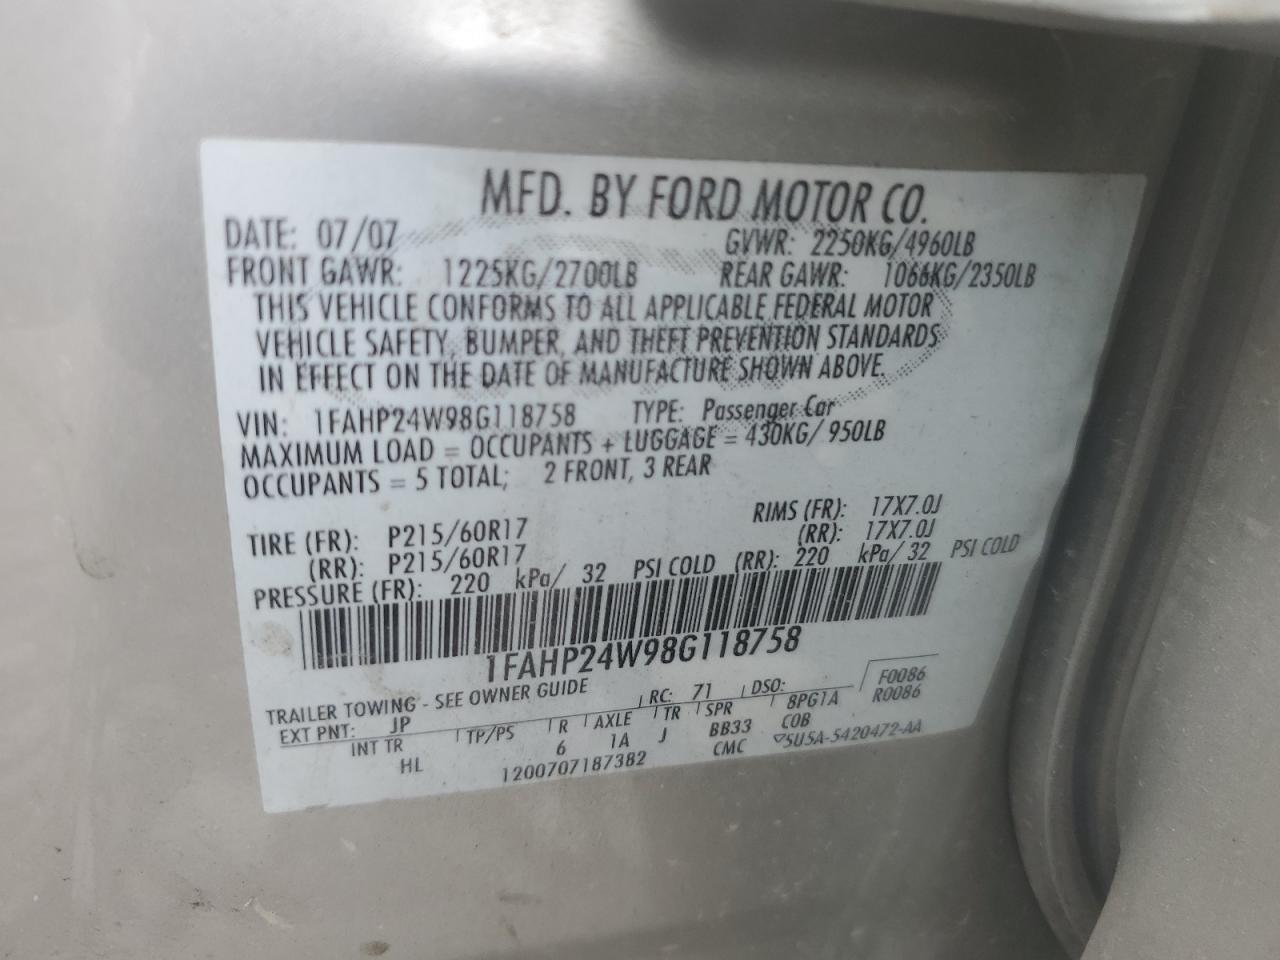 MFD. BY FORD MOTOR CO.
DATE: 07/07 GVWR: 2250KG/4960LB
FRONT GAWR: 1225KG/2700LB REAR GAWR: 1066KG/2350LB
THIS VEHICLE CONFORMS TO ALL APPLICABLE FEDERAL MOTOR
VEHICLE SAFETY, BUMPER, AND THEFT PREVENTION STANDARDS
IN EFFECT ON THE DATE OF MANUFACTURE SHOWN ABOVE.
VIN: 1FAHP24W98G118758 TYPE: Passenger Car
MAXIMUM LOAD = OCCUPANTS + LUGGAGE = 430KG/ 950LB
OCCUPANTS = 5 TOTAL; 2 FRONT, 3 REAR
TIRE (FR): P215/60R17 RIMS (FR): 17X7.0J
(RR): P215/60R17 (RR): 17X7.0J
PRESSURE (FR): 220 kPa/ 32 PSI COLD (RR): 220 kPa/ 32 PSI COLD
1FAHP24W98G118758
TRAILER TOWING - SEE OWNER GUIDE
EXT PNT: JP RC: 71 DSO: F0086
INT TR TP/PS R AXLE TR SPR 8PG1A R0086
HL 6 1A J BB33 COB
1200707187382 CMC ▽5U5A-5420472-AA